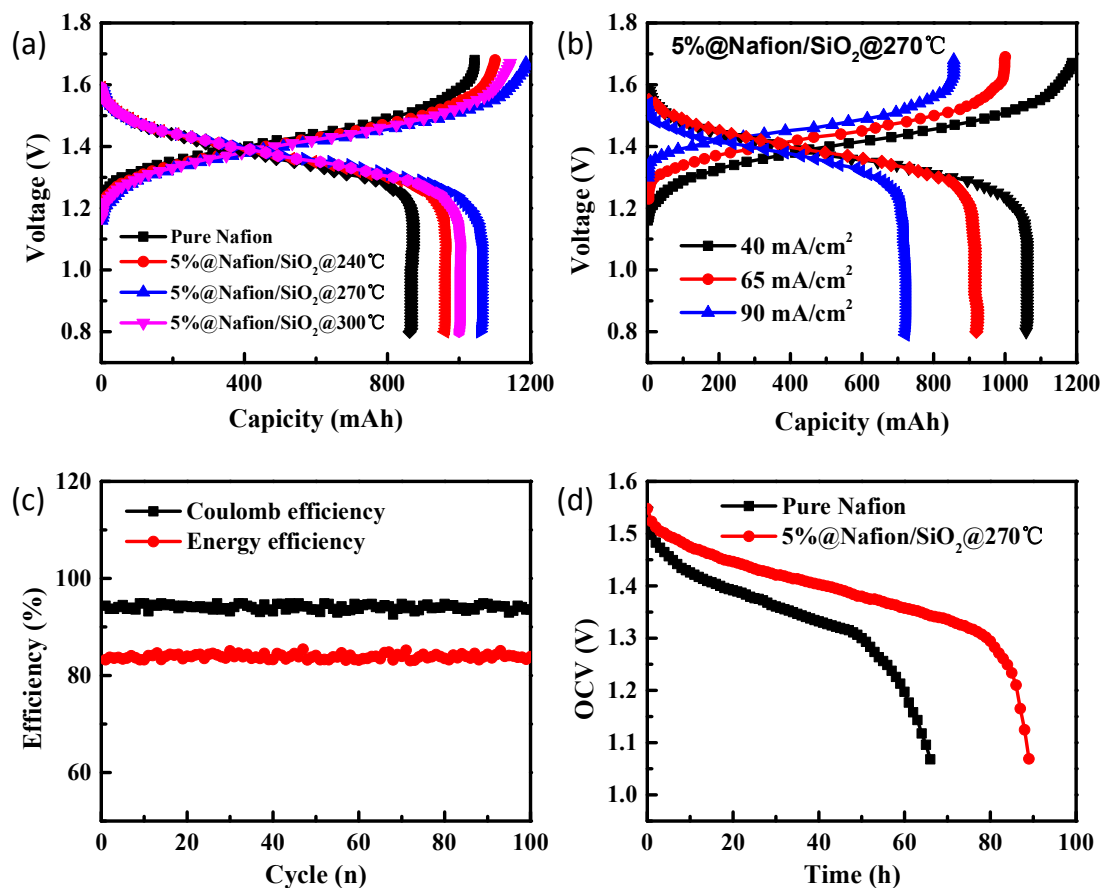 (a)
1.8
1.6
1.4
1.2
1.0
0.8
Voltage (V)
Pure Nafion
5%@Nafion/SiO₂@240℃
5%@Nafion/SiO₂@270℃
5%@Nafion/SiO₂@300℃
0 400 800 1200
Capicity (mAh)
(b)
5%@Nafion/SiO₂@270℃
1.8
1.6
1.4
1.2
1.0
0.8
Voltage (V)
40 mA/cm²
65 mA/cm²
90 mA/cm²
0 200 400 600 800 1000 1200
Capicity (mAh)
(c)
120
100
80
60
Efficiency (%)
Coulomb efficiency
Energy efficiency
0 20 40 60 80 100
Cycle (n)
(d)
1.6
1.5
1.4
1.3
1.2
1.1
1.0
OCV (V)
Pure Nafion
5%@Nafion/SiO₂@270℃
0 20 40 60 80 100
Time (h)